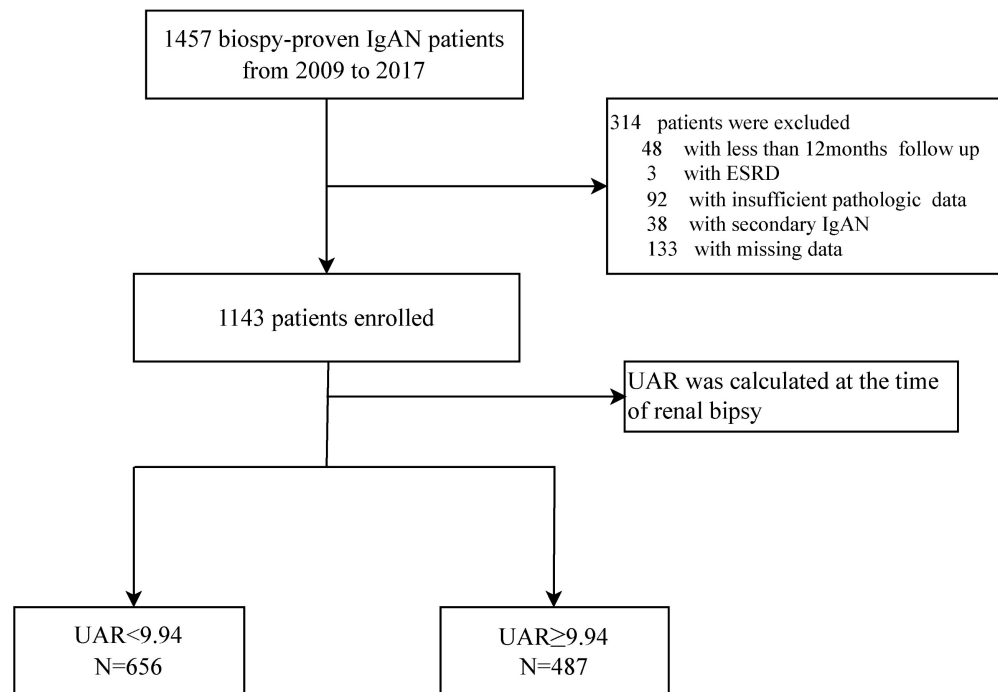 1457 biospy-proven IgAN patients
from 2009 to 2017
314 patients were excluded
48 with less than 12months follow up
3 with ESRD
92 with insufficient pathologic data
38 with secondary IgAN
133 with missing data
1143 patients enrolled
UAR was calculated at the time
of renal bipsy
UAR<9.94
N=656
UAR≥9.94
N=487